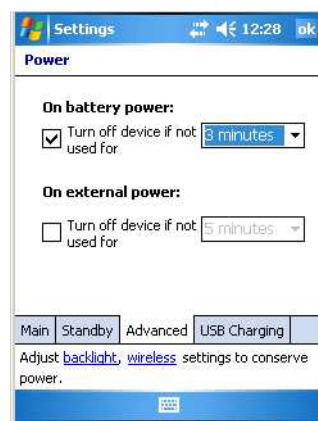 Settings 12:28 ok
Power
On battery power:
Turn off device if not used for 3 minutes
On external power:
Turn off device if not used for 5 minutes
Main Standby Advanced USB Charging
Adjust backlight, wireless settings to conserve
power.